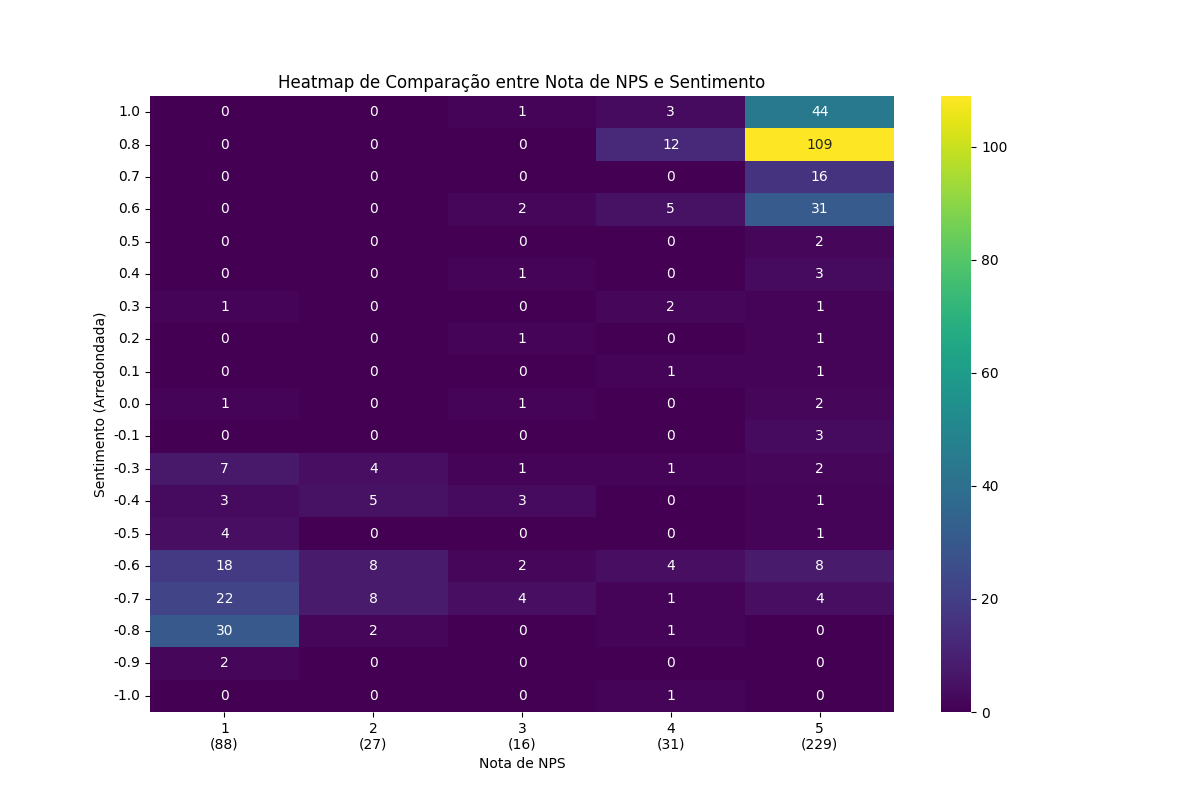 Heatmap de Comparação entre Nota de NPS e Sentimento
Sentimento (Arredondada)
1.0 0 0 1 3 44
0.8 0 0 0 12 109
0.7 0 0 0 0 16
0.6 0 0 2 5 31
0.5 0 0 0 0 2
0.4 0 0 1 0 3
0.3 1 0 0 2 1
0.2 0 0 1 0 1
0.1 0 0 0 1 1
0.0 1 0 1 0 2
-0.1 0 0 0 0 3
-0.3 7 4 1 1 2
-0.4 3 5 3 0 1
-0.5 4 0 0 0 1
-0.6 18 8 2 4 8
-0.7 22 8 4 1 4
-0.8 30 2 0 1 0
-0.9 2 0 0 0 0
-1.0 0 0 0 1 0
1 2 3 4 5
(88) (27) (16) (31) (229)
Nota de NPS
100
80
60
40
20
0